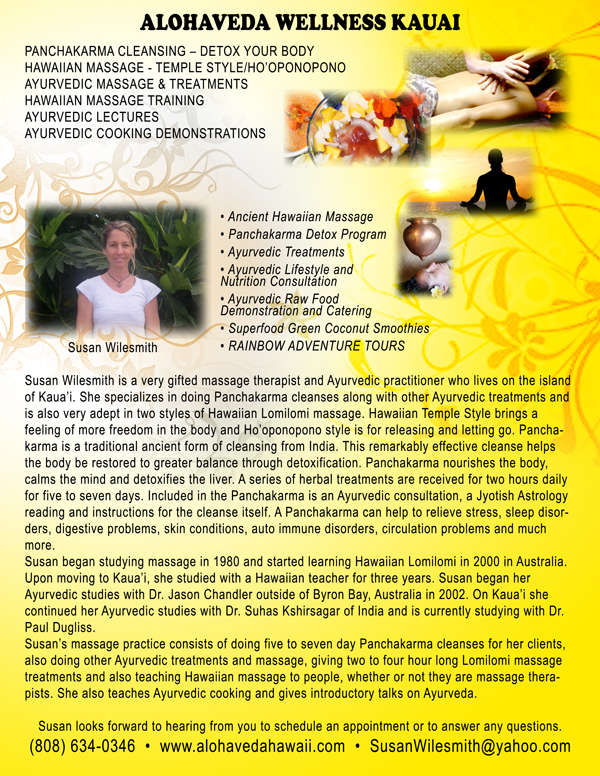 ALOHAVEDA WELLNESS KAUAI
PANCHAKARMA CLEANSING – DETOX YOUR BODY
HAWAIIAN MASSAGE - TEMPLE STYLE/HO'OPONOPONO
AYURVEDIC MASSAGE & TREATMENTS
HAWAIIAN MASSAGE TRAINING
AYURVEDIC LECTURES
AYURVEDIC COOKING DEMONSTRATIONS
• Ancient Hawaiian Massage
• Panchakarma Detox Program
• Ayurvedic Treatments
• Ayurvedic Lifestyle and
Nutrition Consultation
• Ayurvedic Raw Food
Demonstration and Catering
• Superfood Green Coconut Smoothies
• RAINBOW ADVENTURE TOURS
Susan Wilesmith
Susan Wilesmith is a very gifted massage therapist and Ayurvedic practitioner who lives on the island
of Kaua'i. She specializes in doing Panchakarma cleanses along with other Ayurvedic treatments and
is also very adept in two styles of Hawaiian Lomilomi massage. Hawaiian Temple Style brings a
feeling of more freedom in the body and Ho'oponopono style is for releasing and letting go. Pancha-
karma is a traditional ancient form of cleansing from India. This remarkably effective cleanse helps
the body be restored to greater balance through detoxification. Panchakarma nourishes the body,
calms the mind and detoxifies the liver. A series of herbal treatments are received for two hours daily
for five to seven days. Included in the Panchakarma is an Ayurvedic consultation, a Jyotish Astrology
reading and instructions for the cleanse itself. A Panchakarma can help to relieve stress, sleep disor-
ders, digestive problems, skin conditions, auto immune disorders, circulation problems and much
more.
Susan began studying massage in 1980 and started learning Hawaiian Lomilomi in 2000 in Australia.
Upon moving to Kaua'i, she studied with a Hawaiian teacher for three years. Susan began her
Ayurvedic studies with Dr. Jason Chandler outside of Byron Bay, Australia in 2002. On Kaua'i she
continued her Ayurvedic studies with Dr. Suhas Kshirsagar of India and is currently studying with Dr.
Paul Dugliss.
Susan's massage practice consists of doing five to seven day Panchakarma cleanses for her clients,
also doing other Ayurvedic treatments and massage, giving two to four hour long Lomilomi massage
treatments and also teaching Hawaiian massage to people, whether or not they are massage thera-
pists. She also teaches Ayurvedic cooking and gives introductory talks on Ayurveda.
Susan looks forward to hearing from you to schedule an appointment or to answer any questions.
(808) 634-0346 • www.alohavedahawaii.com • SusanWilesmith@yahoo.com